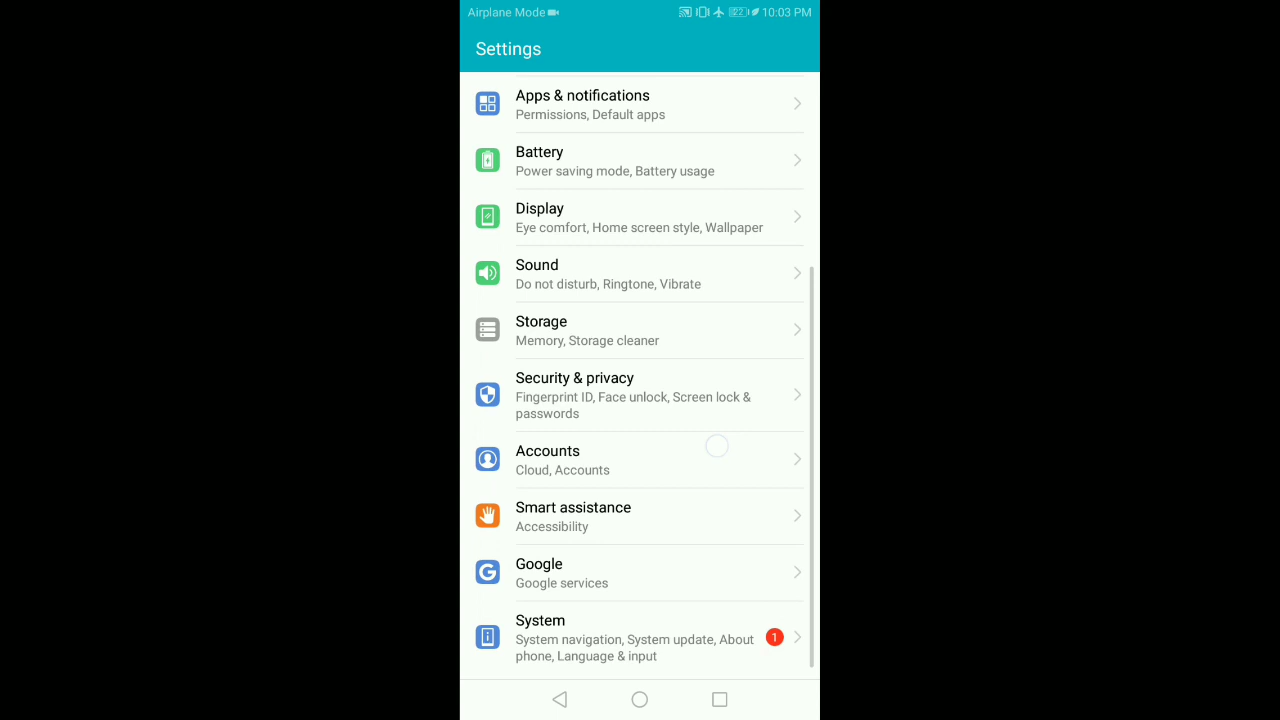 Airplane Mode 22 10:03 PM
Settings
Apps & notifications
Permissions, Default apps
Battery
Power saving mode, Battery usage
Display
Eye comfort, Home screen style, Wallpaper
Sound
Do not disturb, Ringtone, Vibrate
Storage
Memory, Storage cleaner
Security & privacy
Fingerprint ID, Face unlock, Screen lock &
passwords
Accounts
Cloud, Accounts
Smart assistance
Accessibility
Google
Google services
System
System navigation, System update, About 1
phone, Language & input